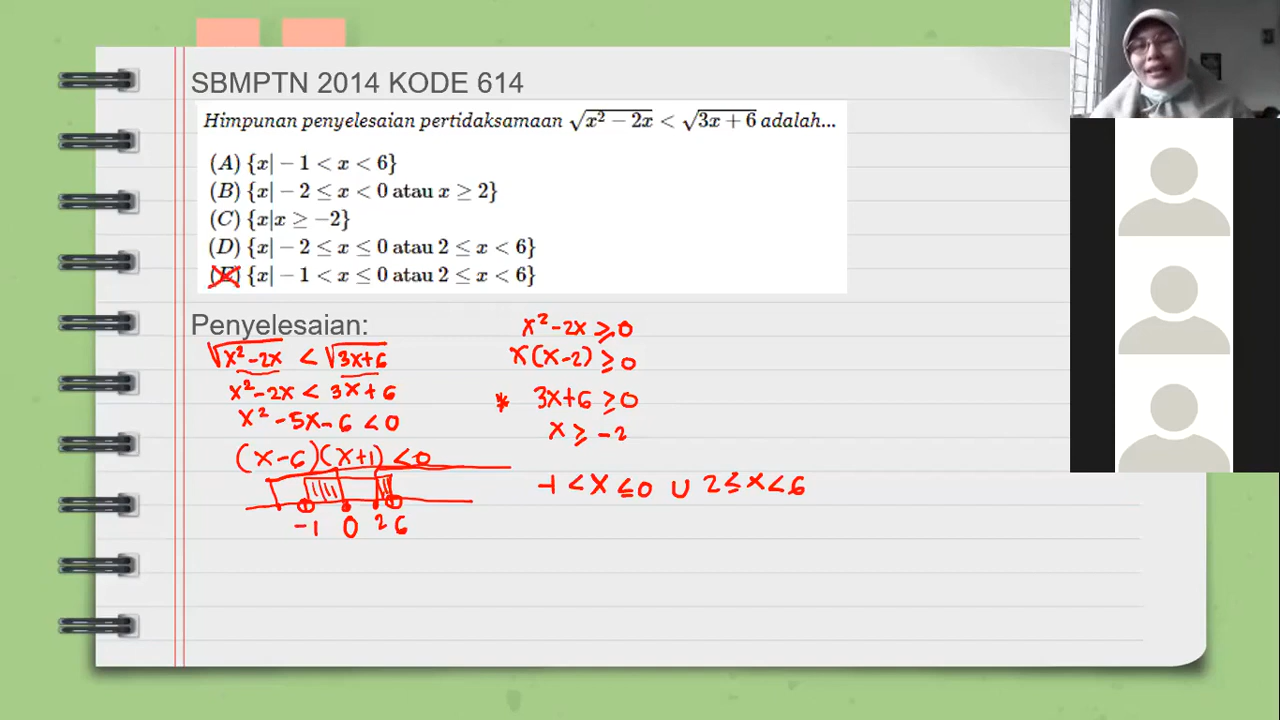 SBMPTN 2014 KODE 614
Himpunan penyelesaian pertidaksamaan √(x² − 2x) < √(3x + 6) adalah...
(A) {x| − 1 < x < 6}
(B) {x| − 2 ≤ x < 0 atau x ≥ 2}
(C) {x|x ≥ −2}
(D) {x| − 2 ≤ x ≤ 0 atau 2 ≤ x < 6}
(E) {x| − 1 < x ≤ 0 atau 2 ≤ x < 6}
Penyelesaian:
√(x²−2x) < √(3x+6)
x²−2x < 3x+6
x²−5x−6 <0
(x−6)(x+1) <0
−1 0 2 6
x²−2x ≥0
x(x−2) ≥0
* 3x+6 ≥0
x ≥ −2
−1 < x ≤0 ∪ 2≤x<6